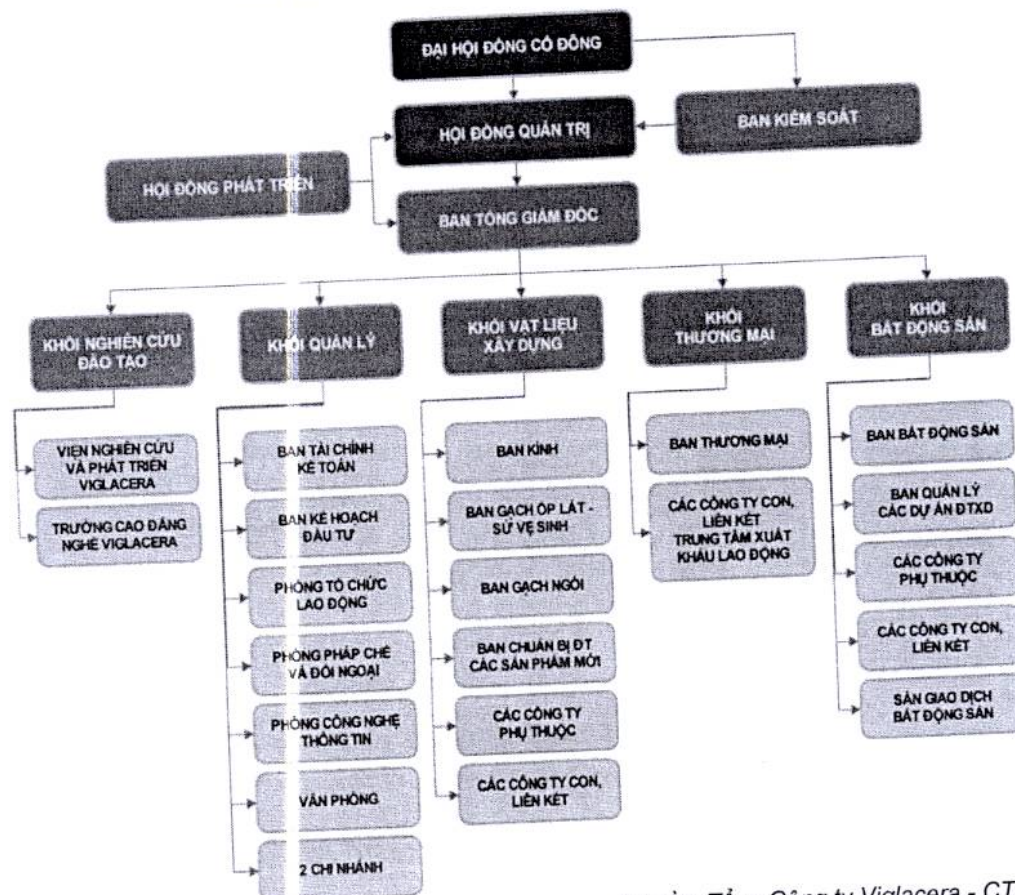 ĐẠI HỘI ĐỒNG CỔ ĐÔNG
HỘI ĐỒNG QUẢN TRỊ
BAN KIỂM SOÁT
HỘI ĐỒNG PHÁT TRIỂN
BAN TỔNG GIÁM ĐỐC
KHỐI NGHIÊN CỨU
ĐÀO TẠO
VIỆN NGHIÊN CỨU
VÀ PHÁT TRIỂN
VIGLACERA
TRƯỜNG CAO ĐẲNG
NGHỀ VIGLACERA
KHỐI QUẢN LÝ
BAN TÀI CHÍNH
KẾ TOÁN
BAN KẾ HOẠCH
ĐẦU TƯ
PHÒNG TỔ CHỨC
LAO ĐỘNG
PHÒNG PHÁP CHẾ
VÀ ĐỐI NGOẠI
PHÒNG CÔNG NGHỆ
THÔNG TIN
VĂN PHÒNG
2 CHI NHÁNH
KHỐI VẬT LIỆU
XÂY DỰNG
BAN KÍNH
BAN GẠCH ỐP LÁT -
SỨ VỆ SINH
BAN GẠCH NGÓI
BAN CHUẨN BỊ ĐT
CÁC SẢN PHẨM MỚI
CÁC CÔNG TY
PHỤ THUỘC
CÁC CÔNG TY CON,
LIÊN KẾT
KHỐI
THƯƠNG MẠI
BAN THƯƠNG MẠI
CÁC CÔNG TY CON,
LIÊN KẾT
TRUNG TÂM XUẤT
KHẨU LAO ĐỘNG
KHỐI
BẤT ĐỘNG SẢN
BAN BẤT ĐỘNG SẢN
BAN QUẢN LÝ
CÁC DỰ ÁN ĐTXD
CÁC CÔNG TY
PHỤ THUỘC
CÁC CÔNG TY CON,
LIÊN KẾT
SÀN GIAO DỊCH
BẤT ĐỘNG SẢN
Tổng Công ty Viglacera - CT